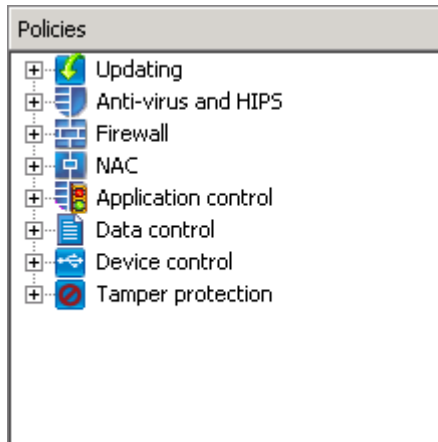 Policies
Updating
Anti-virus and HIPS
Firewall
NAC
Application control
Data control
Device control
Tamper protection